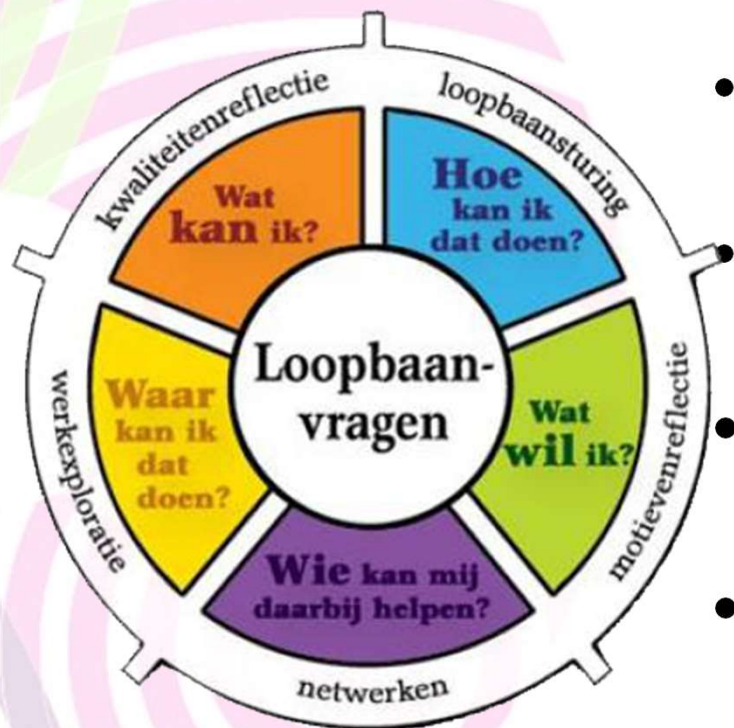 kwaliteitenreflectie
Wat
kan ik?
loopbaansturing
Hoe
kan ik
dat doen?
motievenreflectie
Wat
wil ik?
netwerken
Wie kan mij
daarbij helpen?
werkexploratie
Waar
kan ik
dat
doen?
Loopbaan-
vragen